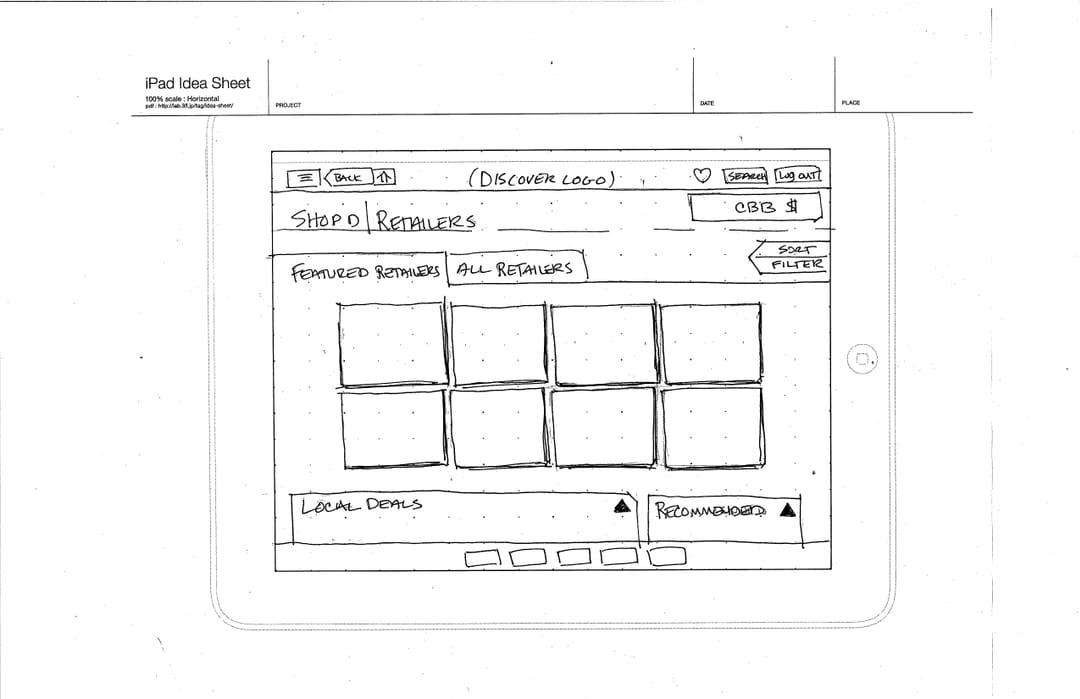 iPad Idea Sheet
100% scale : Horizontal
pdf : http://lab.9fl.jp/tag/idea-sheet/
PROJECT
DATE
PLACE
BACK
(DISCOVER LOGO)
SEARCH
LOG OUT
SHOP D | RETAILERS
CBB $
SORT
FILTER
FEATURED RETAILERS
ALL RETAILERS
LOCAL DEALS
RECOMMENDED